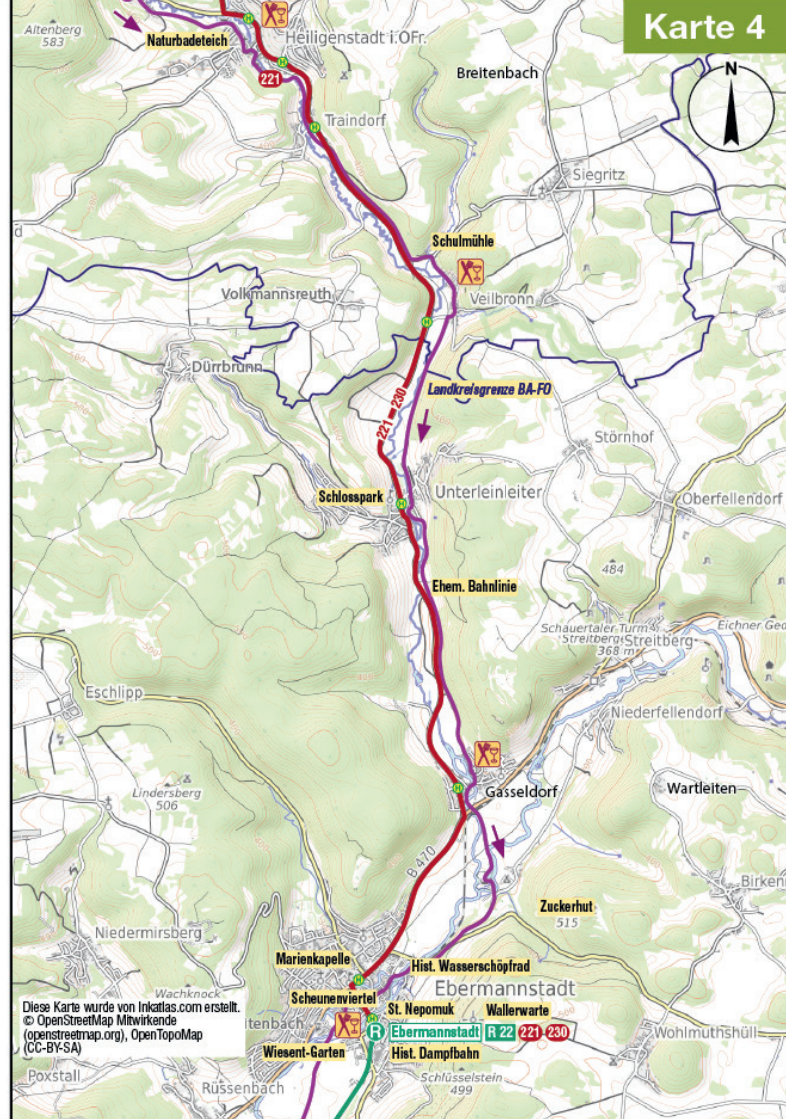 Karte 4
N
Altenberg
583
Naturbadeteich
Heiligenstadt i.OFr.
221
Breitenbach
Traindorf
Siegritz
Schulmühle
Volkmannsreuth
Veilbronn
Dürrbrunn
Landkreisgrenze BA-FO
221 230
Störnhof
Schlosspark
Unterleinleiter
Oberfellendorf
Ehem. Bahnlinie
484
Schauertaler Turm
Streitberg
368 m
Streitberg
Eschlipp
Niederfellendorf
Lindersberg
506
Gasseldorf
Wartleiten
B 470
Zuckerhut
515
Niedermirsberg
Marienkapelle
Hist. Wasserschöpfrad
Wachknock
Scheunenviertel
Ebermannstadt
St. Nepomuk
Wallerwarte
Diese Karte wurde von Inkatlas.com erstellt.
© OpenStreetMap Mitwirkende
(openstreetmap.org), OpenTopoMap
(CC-BY-SA)
R Ebermannstadt R 22 221 230
Wohlmuthshüll
Wiesent-Garten
Hist. Dampfbahn
Poxstall
Rüssenbach
Schlüsselstein
499